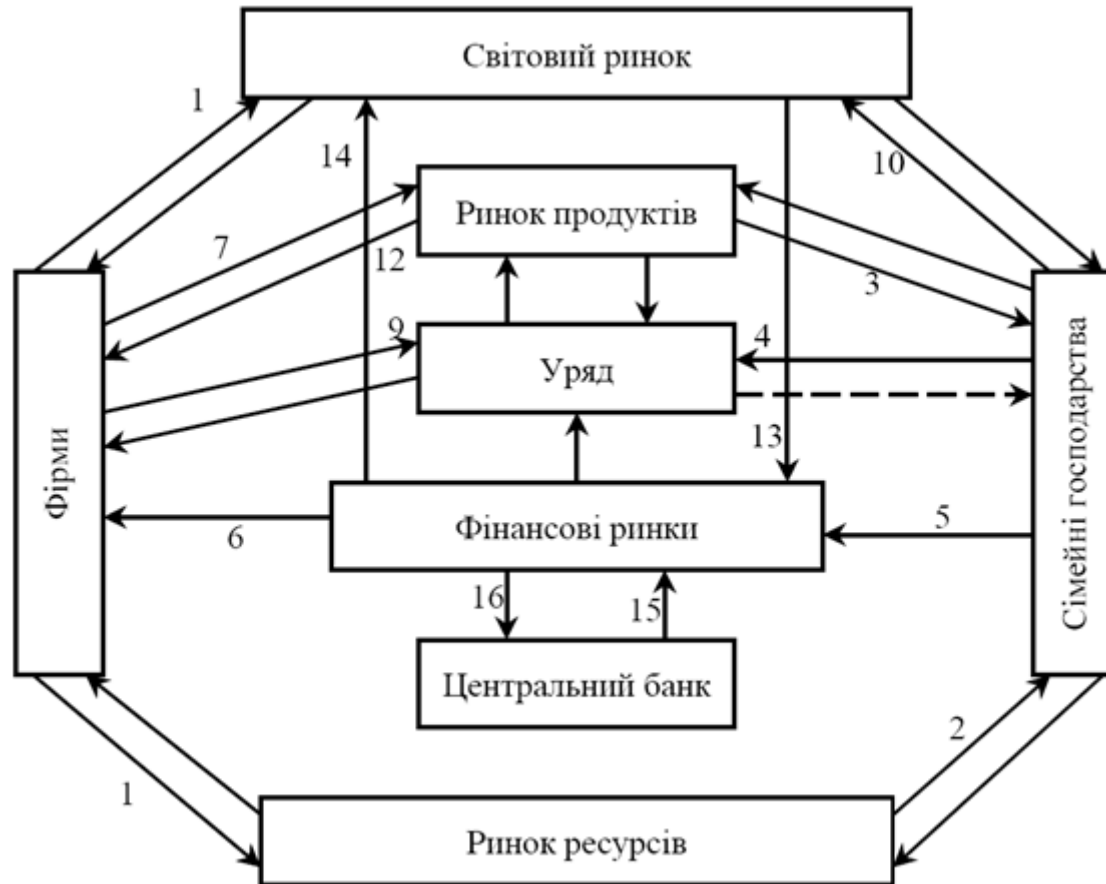 Світовий ринок
1
14
10
Ринок продуктів
7
12
3
9
4
Уряд
Фірми
13
Сімейні господарства
Фінансові ринки
6
5
16
15
Центральний банк
2
1
Ринок ресурсів